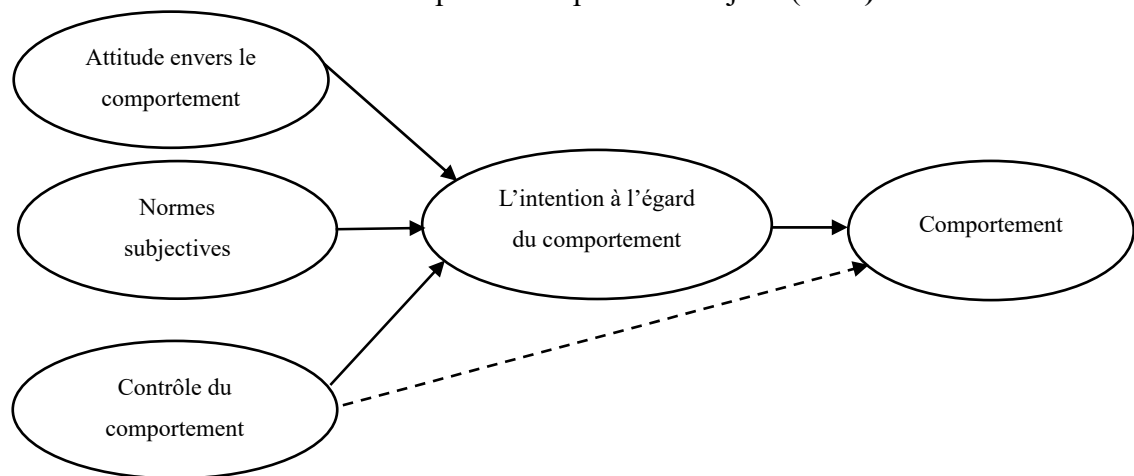 Attitude envers le
comportement
Normes
subjectives
L’intention à l’égard
du comportement
Comportement
Contrôle du
comportement